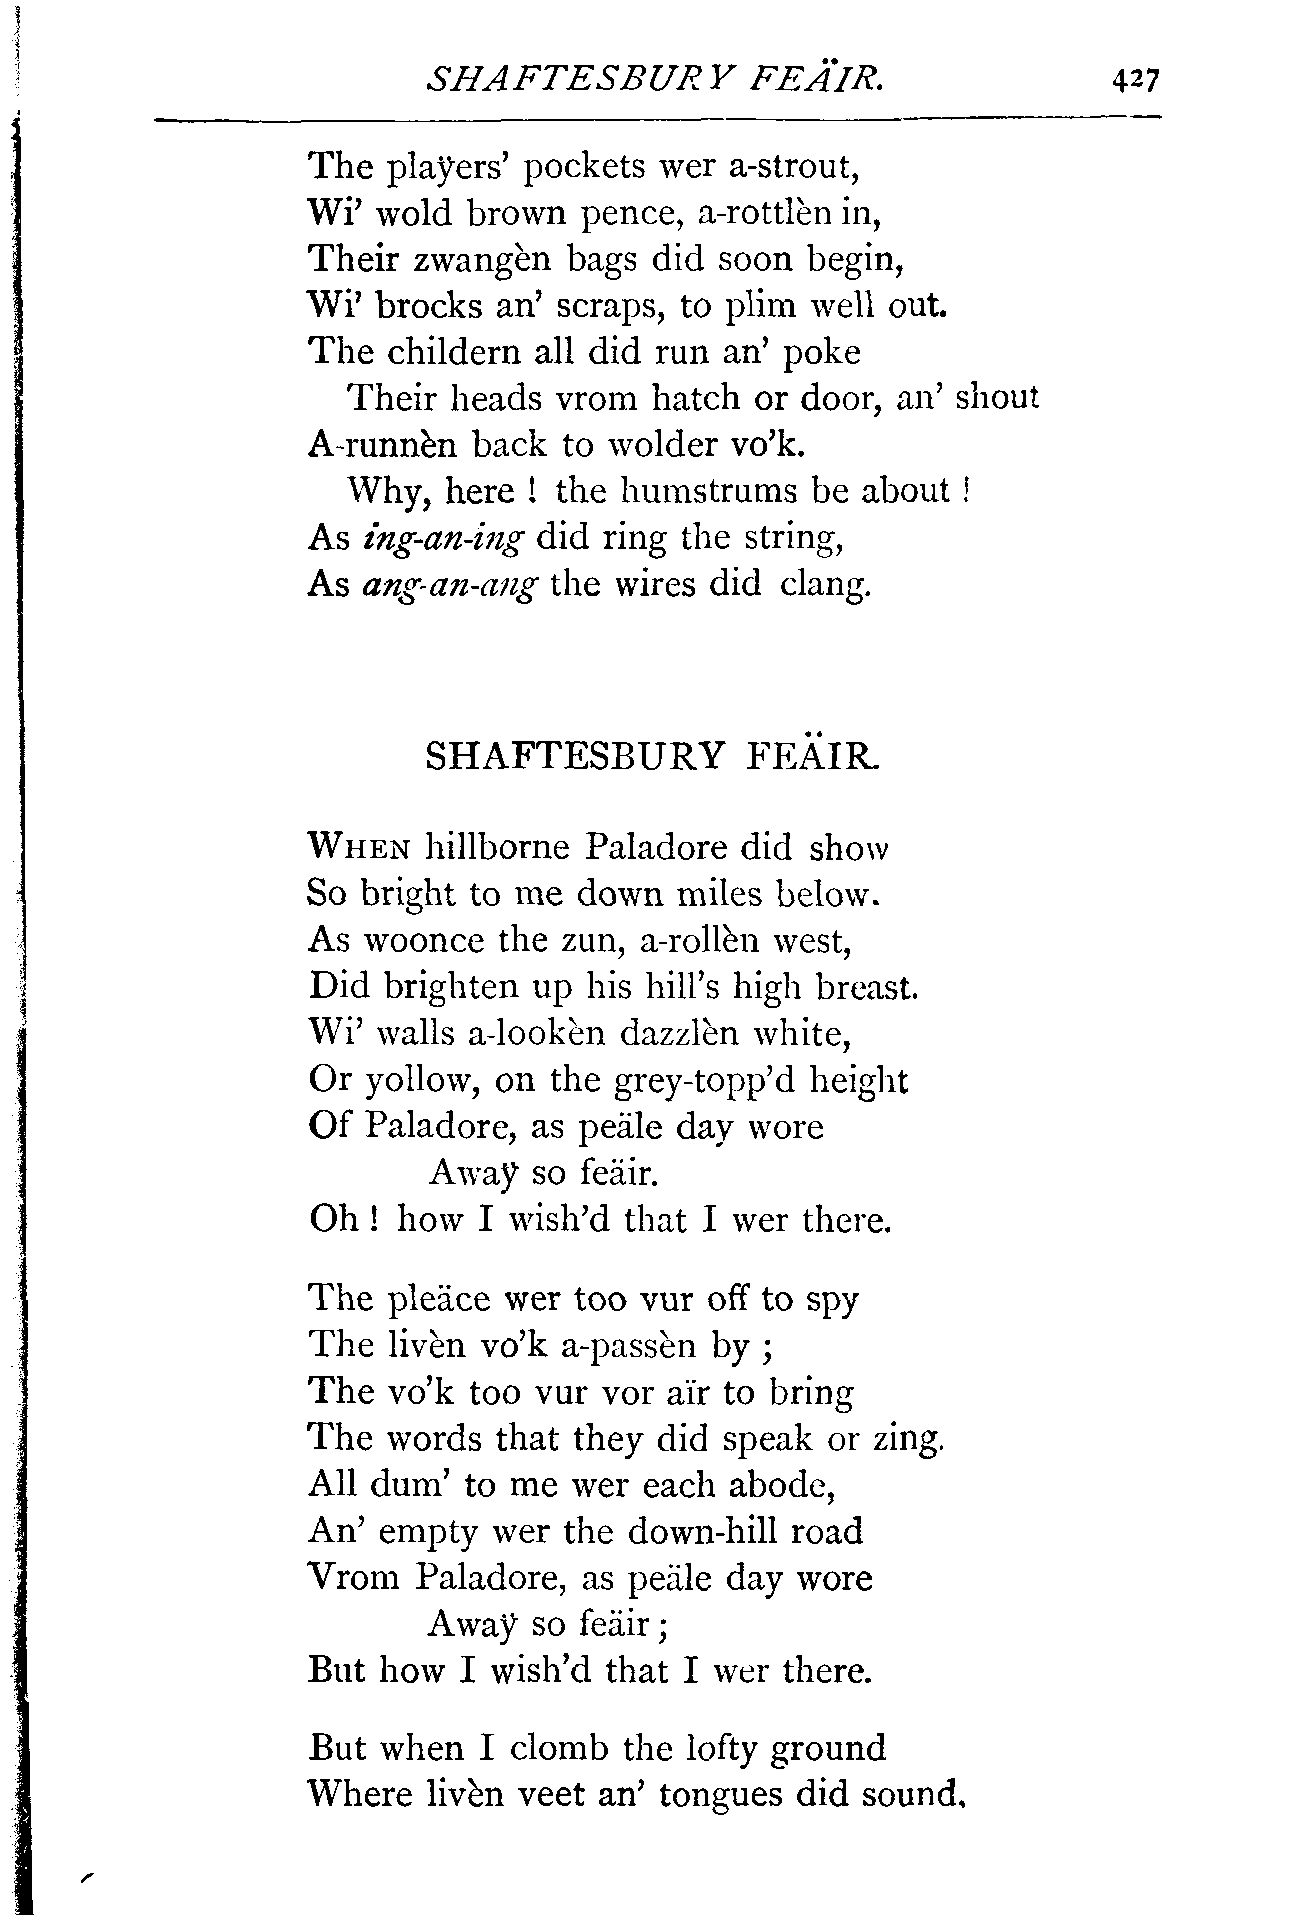 SHAFTESBURY FEÄIR. 427
The plaÿers' pockets wer a-strout,
Wi' wold brown pence, a-rottlèn in,
Their zwangèn bags did soon begin,
Wi' brocks an' scraps, to plim well out.
The childern all did run an' poke
Their heads vrom hatch or door, an' shout
A-runnèn back to wolder vo'k.
Why, here ! the humstrums be about !
As ing-an-ing did ring the string,
As ang-an-ang the wires did clang.
SHAFTESBURY FEÄIR.
WHEN hillborne Paladore did show
So bright to me down miles below.
As woonce the zun, a-rollèn west,
Did brighten up his hill's high breast.
Wi' walls a-lookèn dazzlèn white,
Or yollow, on the grey-topp'd height
Of Paladore, as peäle day wore
Awaÿ so feäir.
Oh ! how I wish'd that I wer there.
The pleäce wer too vur off to spy
The livèn vo'k a-passèn by ;
The vo'k too vur vor aïr to bring
The words that they did speak or zing.
All dum' to me wer each abode,
An' empty wer the down-hill road
Vrom Paladore, as peäle day wore
Awaÿ so feäir ;
But how I wish'd that I wer there.
But when I clomb the lofty ground
Where livèn veet an' tongues did sound,